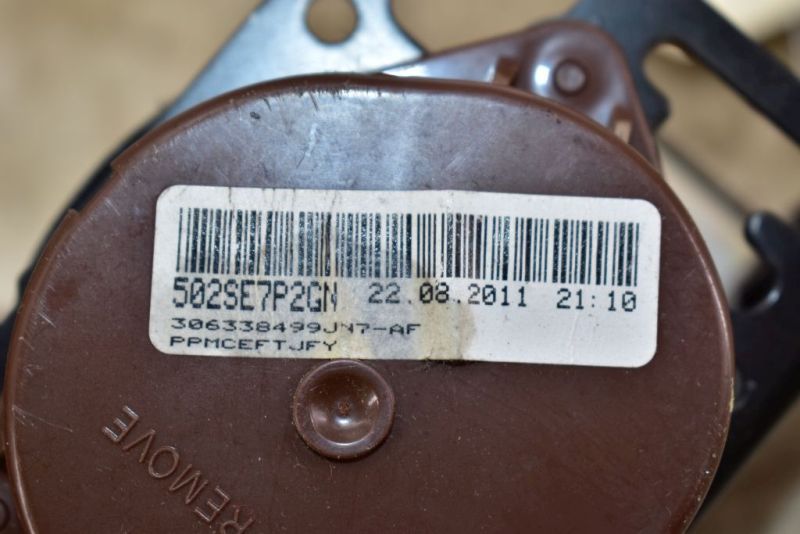 502SE7P2GN 22.08.2011 21:10
306338499JN7-AF
PPMCEFTJFY
REMOVE